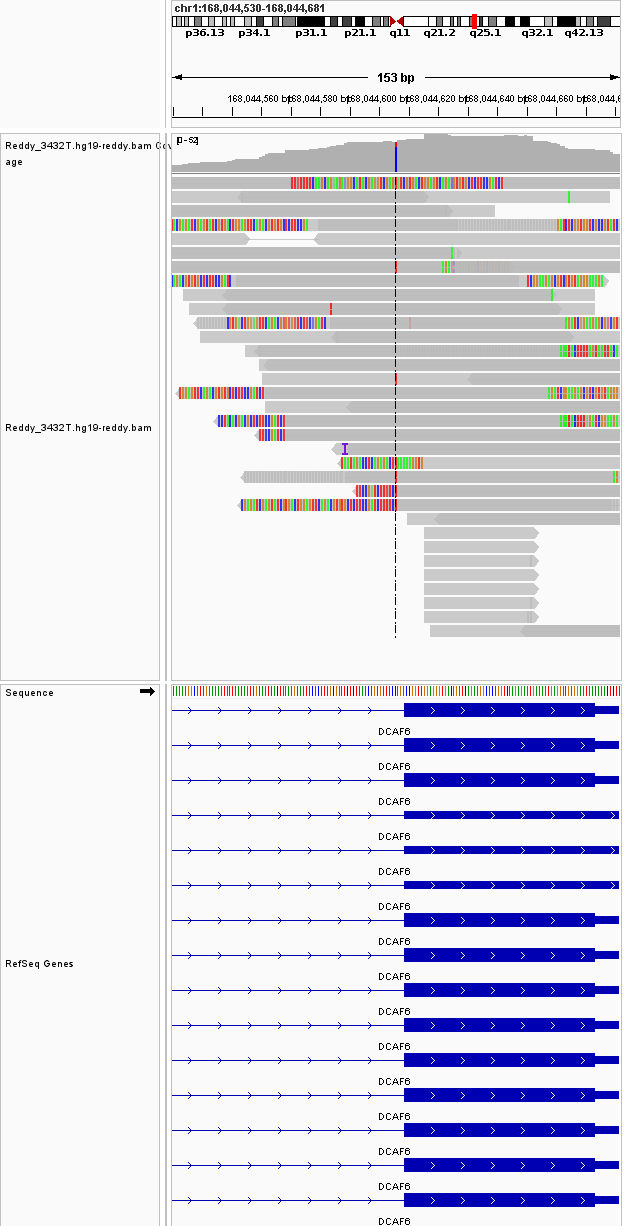 chr1:168,044,530-168,044,681
p36.13 p34.1 p31.1 p21.1 q11 q21.2 q25.1 q32.1 q42.13
153 bp
168,044,560 bp 168,044,580 bp 168,044,600 bp 168,044,620 bp 168,044,640 bp 168,044,660 bp 168,044,6
[0 - 52]
Reddy_3432T.hg19-reddy.bam Cov
age
Reddy_3432T.hg19-reddy.bam
Sequence
DCAF6
DCAF6
DCAF6
DCAF6
DCAF6
DCAF6
DCAF6
RefSeq Genes
DCAF6
DCAF6
DCAF6
DCAF6
DCAF6
DCAF6
DCAF6
DCAF6